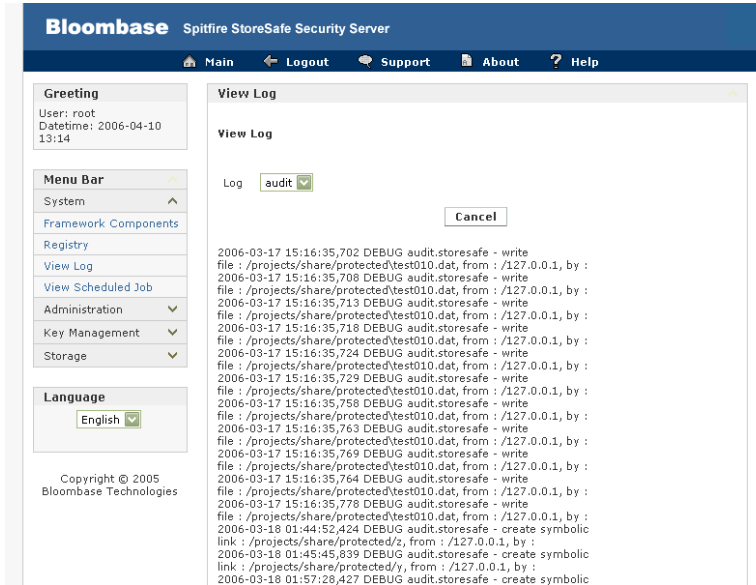 Bloombase Spitfire StoreSafe Security Server
Main Logout Support About Help
Greeting
User: root
Datetime: 2006-04-10
13:14
Menu Bar
System
Framework Components
Registry
View Log
View Scheduled Job
Administration
Key Management
Storage
Language
English
Copyright © 2005
Bloombase Technologies
View Log
View Log
Log audit
Cancel
2006-03-17 15:16:35,702 DEBUG audit.storesafe - write
file : /projects/share/protected\test010.dat, from : /127.0.0.1, by :
2006-03-17 15:16:35,708 DEBUG audit.storesafe - write
file : /projects/share/protected\test010.dat, from : /127.0.0.1, by :
2006-03-17 15:16:35,713 DEBUG audit.storesafe - write
file : /projects/share/protected\test010.dat, from : /127.0.0.1, by :
2006-03-17 15:16:35,718 DEBUG audit.storesafe - write
file : /projects/share/protected\test010.dat, from : /127.0.0.1, by :
2006-03-17 15:16:35,724 DEBUG audit.storesafe - write
file : /projects/share/protected\test010.dat, from : /127.0.0.1, by :
2006-03-17 15:16:35,729 DEBUG audit.storesafe - write
file : /projects/share/protected\test010.dat, from : /127.0.0.1, by :
2006-03-17 15:16:35,758 DEBUG audit.storesafe - write
file : /projects/share/protected\test010.dat, from : /127.0.0.1, by :
2006-03-17 15:16:35,763 DEBUG audit.storesafe - write
file : /projects/share/protected\test010.dat, from : /127.0.0.1, by :
2006-03-17 15:16:35,769 DEBUG audit.storesafe - write
file : /projects/share/protected\test010.dat, from : /127.0.0.1, by :
2006-03-17 15:16:35,764 DEBUG audit.storesafe - write
file : /projects/share/protected\test010.dat, from : /127.0.0.1, by :
2006-03-17 15:16:35,778 DEBUG audit.storesafe - write
file : /projects/share/protected\test010.dat, from : /127.0.0.1, by :
2006-03-18 01:44:52,424 DEBUG audit.storesafe - create symbolic
link : /projects/share/protected/z, from : /127.0.0.1, by :
2006-03-18 01:45:45,839 DEBUG audit.storesafe - create symbolic
link : /projects/share/protected/y, from : /127.0.0.1, by :
2006-03-18 01:57:28,427 DEBUG audit.storesafe - create symbolic